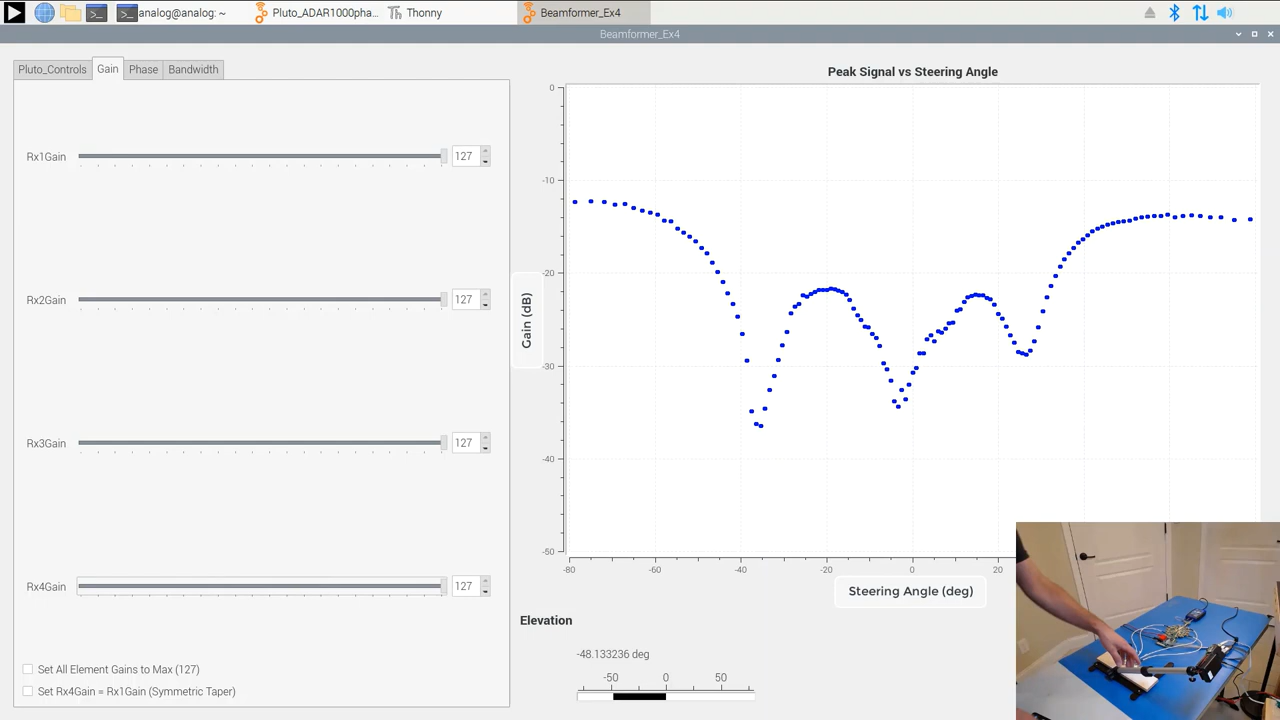 analog@analog: ~
Pluto_ADAR1000pha...
Thonny
Beamformer_Ex4
Beamformer_Ex4
Pluto_Controls
Gain
Phase
Bandwidth
Rx1Gain
127
Rx2Gain
127
Rx3Gain
127
Rx4Gain
127
Set All Element Gains to Max (127)
Set Rx4Gain = Rx1Gain (Symmetric Taper)
Peak Signal vs Steering Angle
Gain (dB)
0
-10
-20
-30
-40
-50
-80
-60
-40
-20
0
20
Steering Angle (deg)
Elevation
-48.133236 deg
-50
0
50